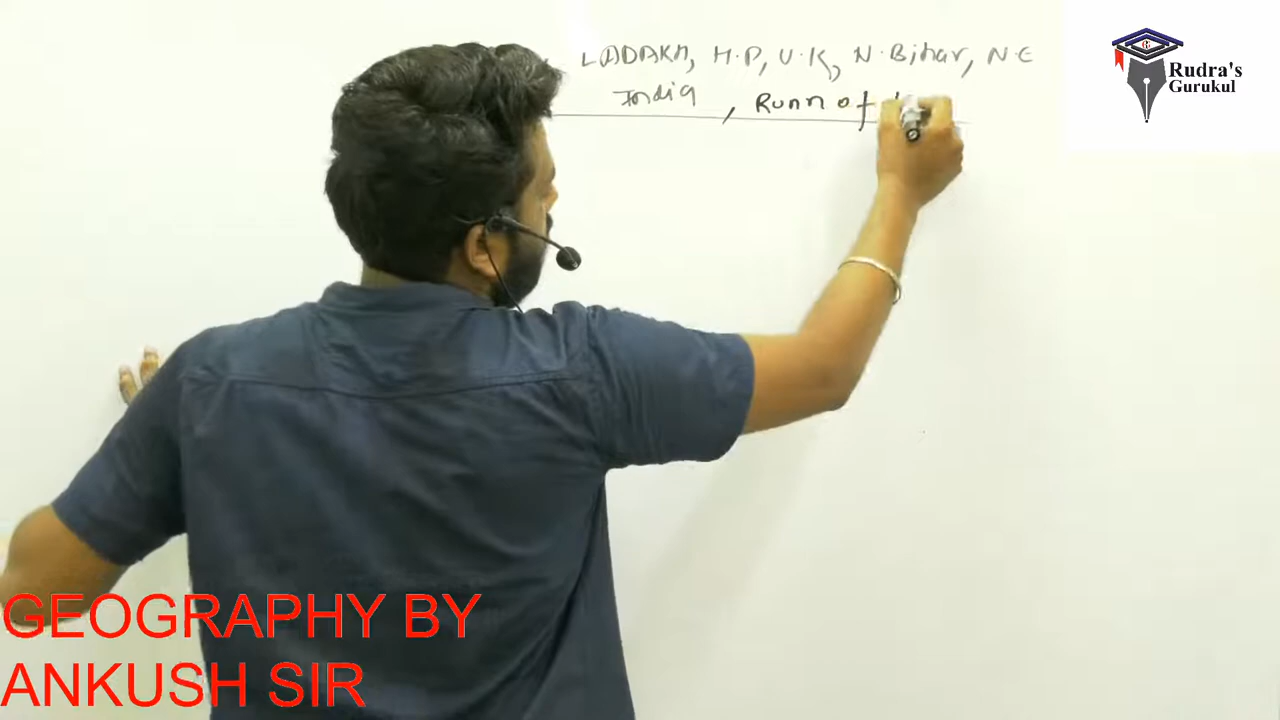 LADAKH, H.P, U.K, N.Bihar, N.E
India, Runn of
Rudra's
Gurukul
GEOGRAPHY BY
ANKUSH SIR